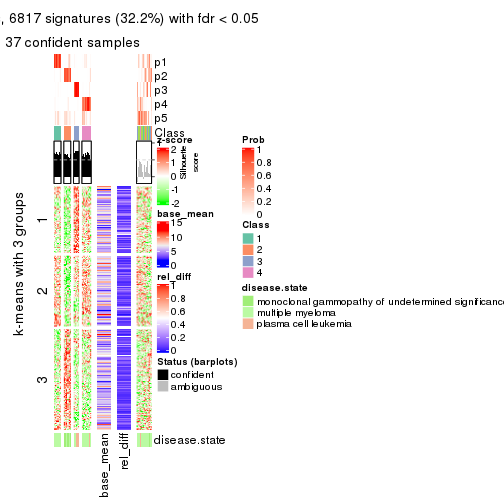 , 6817 signatures (32.2%) with fdr < 0.05
37 confident samples
p1
p2
p3
p4
p5
Class
Silhouette
score
k-means with 3 groups
1
2
3
base_mean
rel_diff
disease.state
z-score
2
1
0
-1
-2
base_mean
15
10
5
0
rel_diff
1
0.8
0.6
0.4
0.2
0
Status (barplots)
confident
ambiguous
Prob
1
0.8
0.6
0.4
0.2
0
Class
1
2
3
4
disease.state
monoclonal gammopathy of undetermined significance
multiple myeloma
plasma cell leukemia